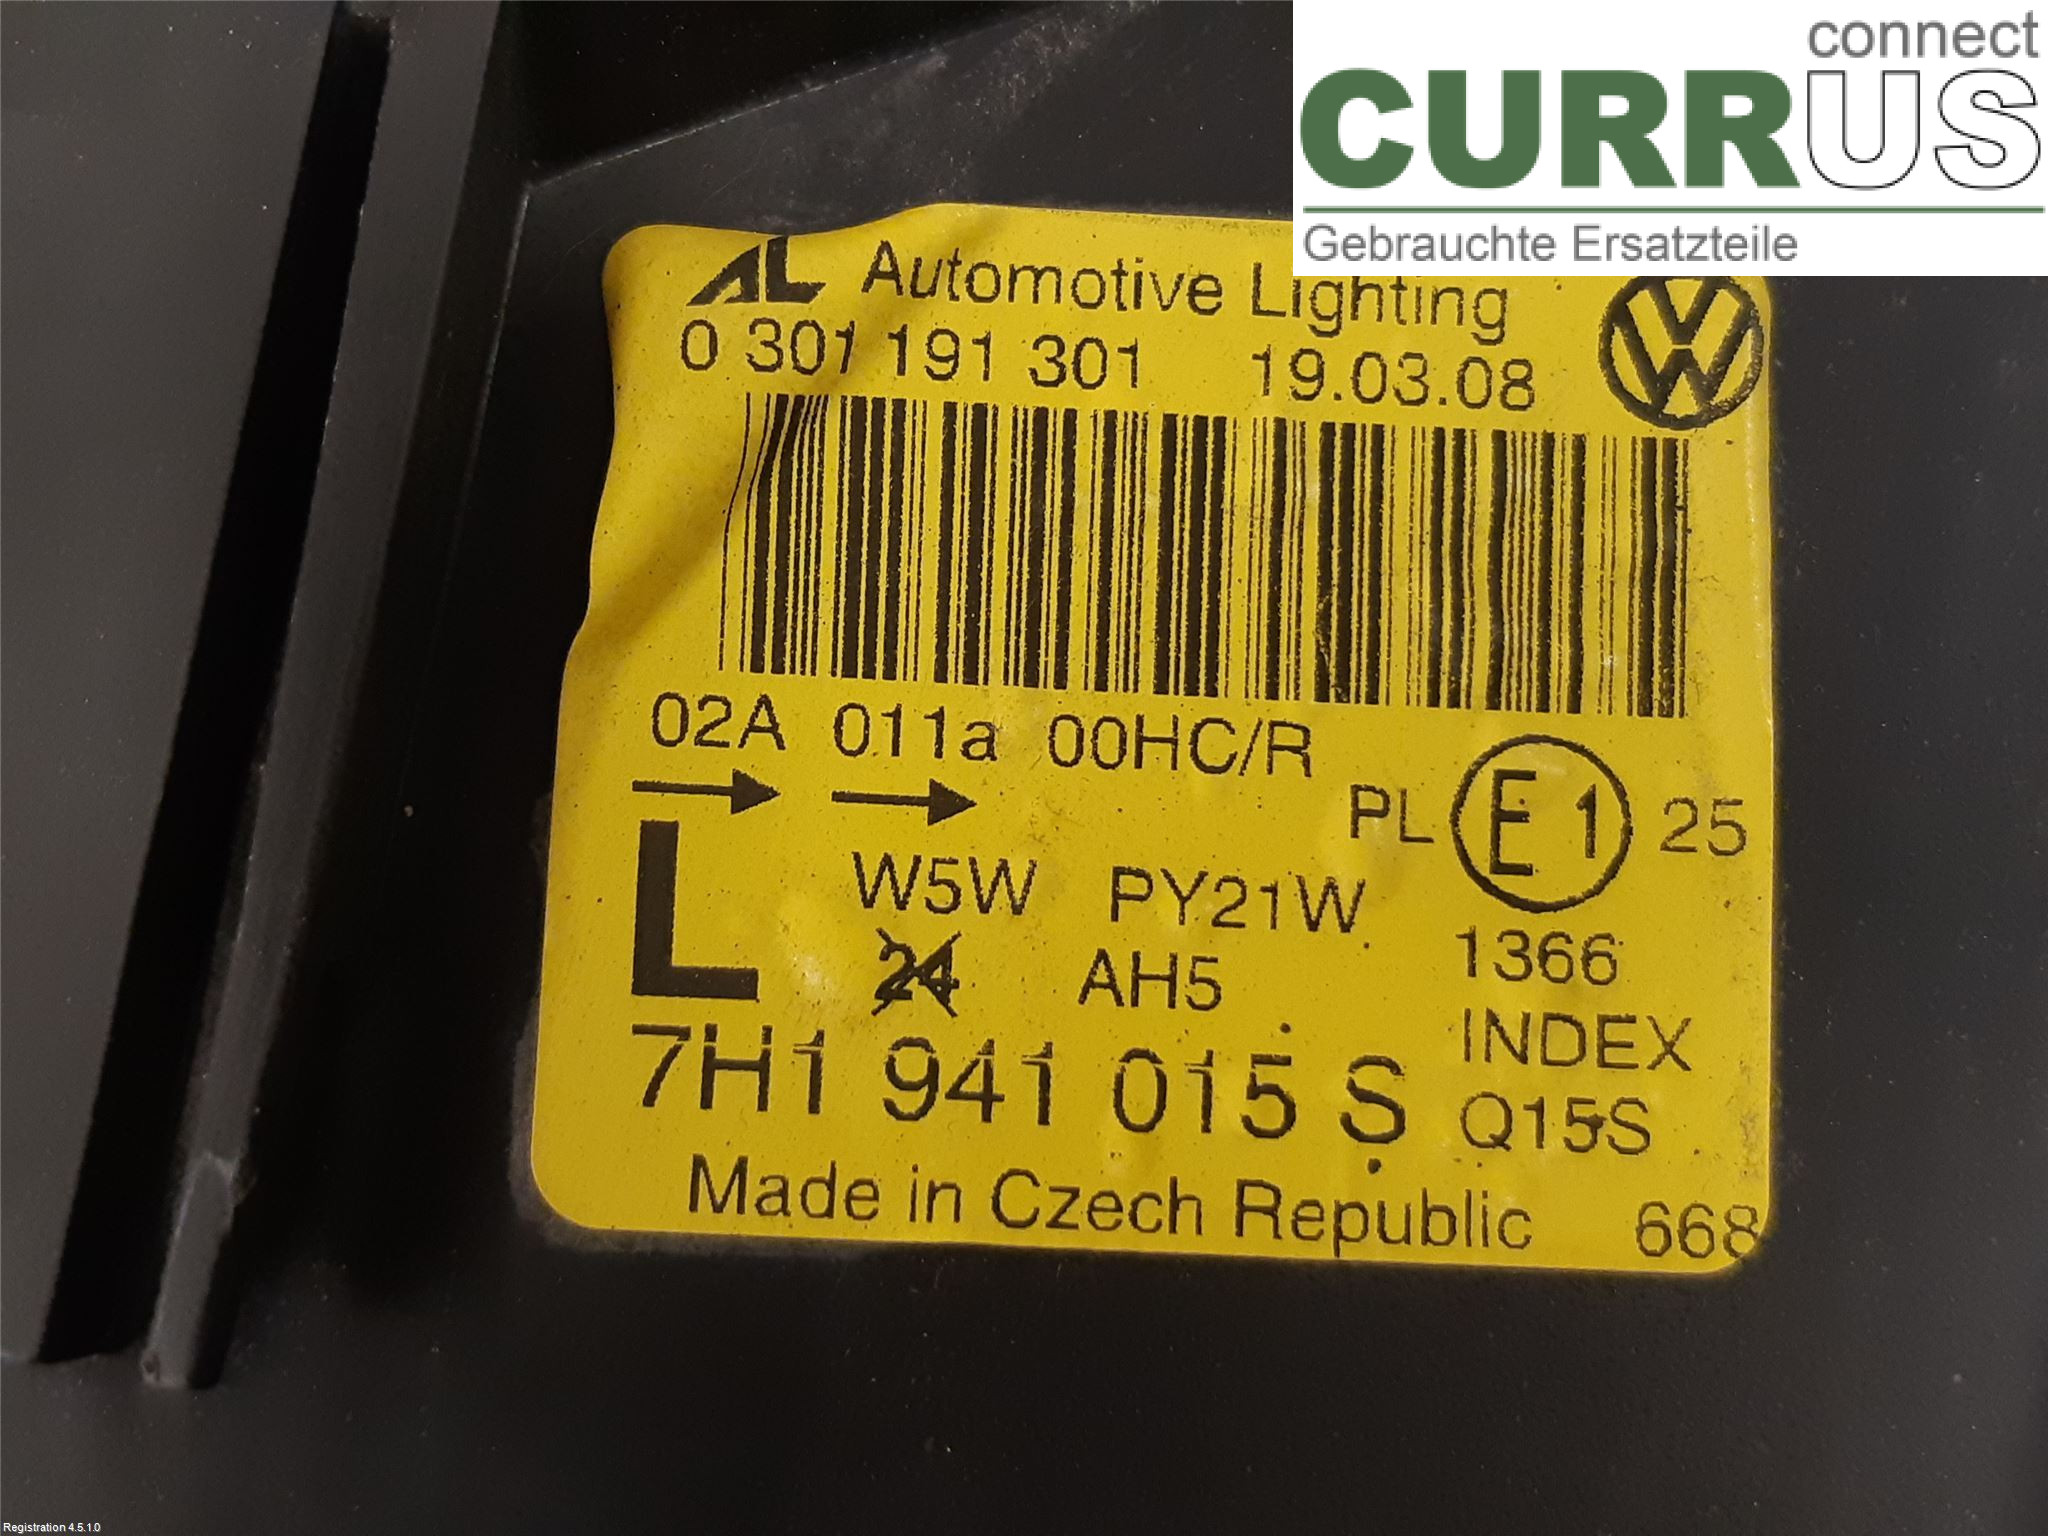 connect
CURRUS
Gebrauchte Ersatzteile
AL Automotive Lighting
0 301 191 301 19.03.08
02A 011a 00HC/R
PL E1 25
L
W5W PY21W
24 AH5 1366
7H1 941 015 S INDEX
Q15S
Made in Czech Republic 668
Registration 4.5.1.0